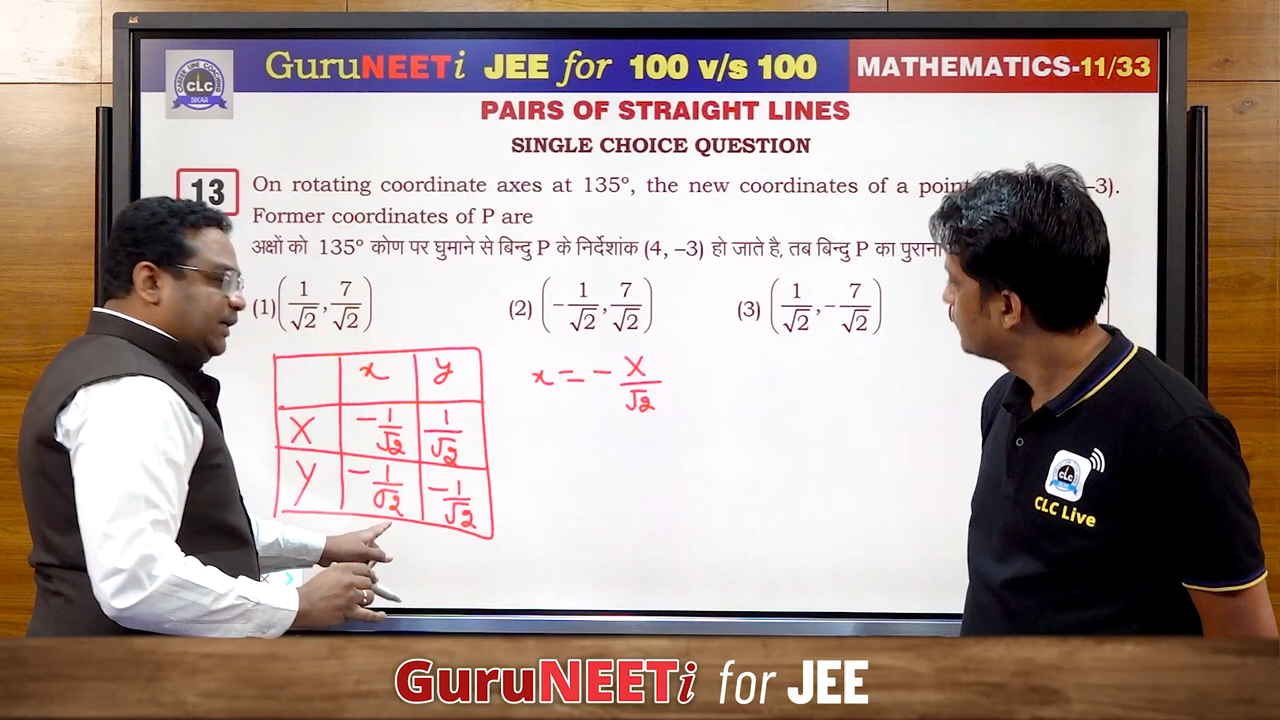 GuruNEETi JEE for 100 v/s 100 MATHEMATICS-11/33
CLC
PAIRS OF STRAIGHT LINES
SINGLE CHOICE QUESTION
13 On rotating coordinate axes at 135°, the new coordinates of a point –3).
Former coordinates of P are
अक्षों को 135° कोण पर घुमाने से बिन्दु P के निर्देशांक (4, –3) हो जाते है, तब बिन्दु P का पुराना
(1) (1/√2, 7/√2) (2) (–1/√2, 7/√2) (3) (1/√2, –7/√2)
x y
X –1/√2 1/√2
Y –1/√2 –1/√2
x = – X/√2
CLC Live
GuruNEETi for JEE